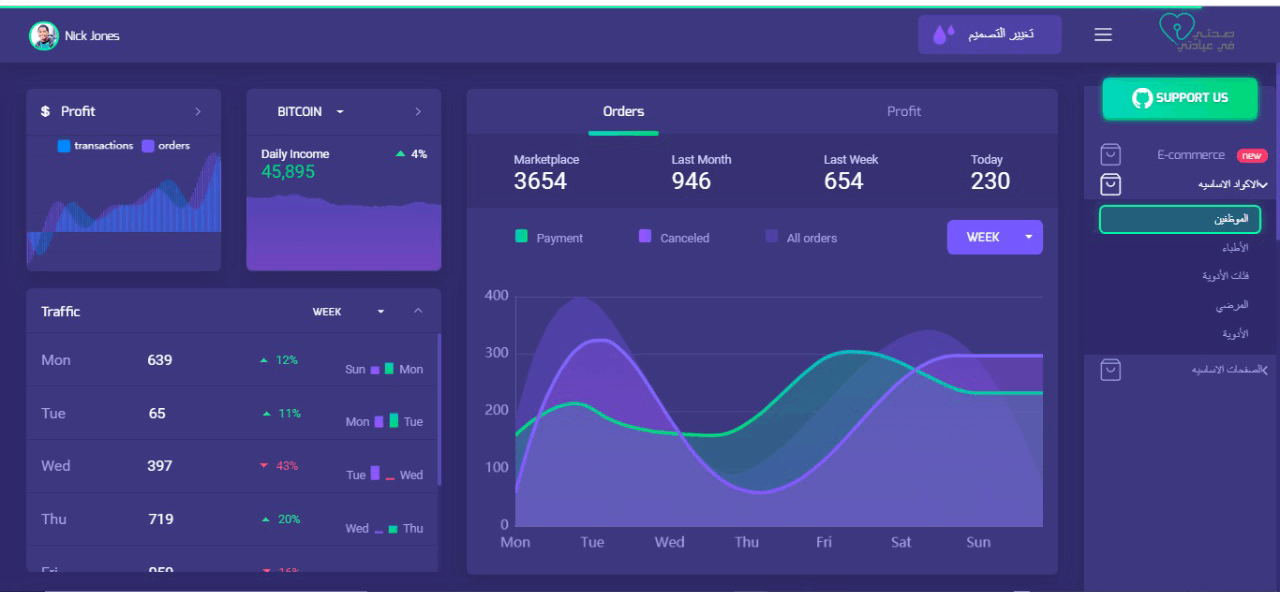 Nick Jones
تغيير التصميم
صحتي
في عيادتي
$ Profit
transactions orders
BITCOIN
Daily Income 4%
45,895
Orders Profit
Marketplace Last Month Last Week Today
3654 946 654 230
Payment Canceled All orders WEEK
400
300
200
100
0
Mon Tue Wed Thu Fri Sat Sun
Traffic WEEK
Mon 639 12% Sun Mon
Tue 65 11% Mon Tue
Wed 397 43% Tue Wed
Thu 719 20% Wed Thu
SUPPORT US
E-commerce new
الاكواد الاساسيه
الموظفين
الأطباء
فئات الأدوية
المرضي
الأدوية
الصفحات الاساسيه